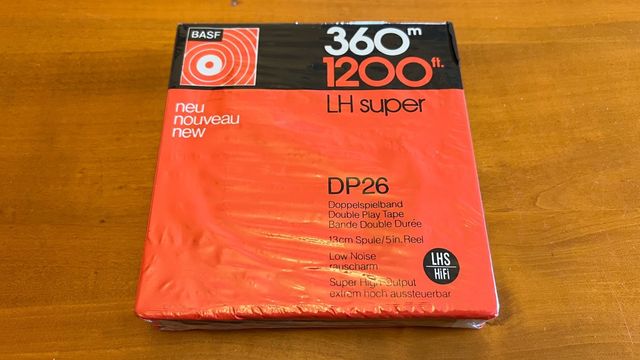 BASF
360m
1200ft.
LH super
neu
nouveau
new
DP26
Doppelspielband
Double Play Tape
Bande Double Durée
13cm Spule/5in. Reel
Low Noise
rauscharm
Super High Output
extrem hoch aussteuerbar
LHS
HiFi